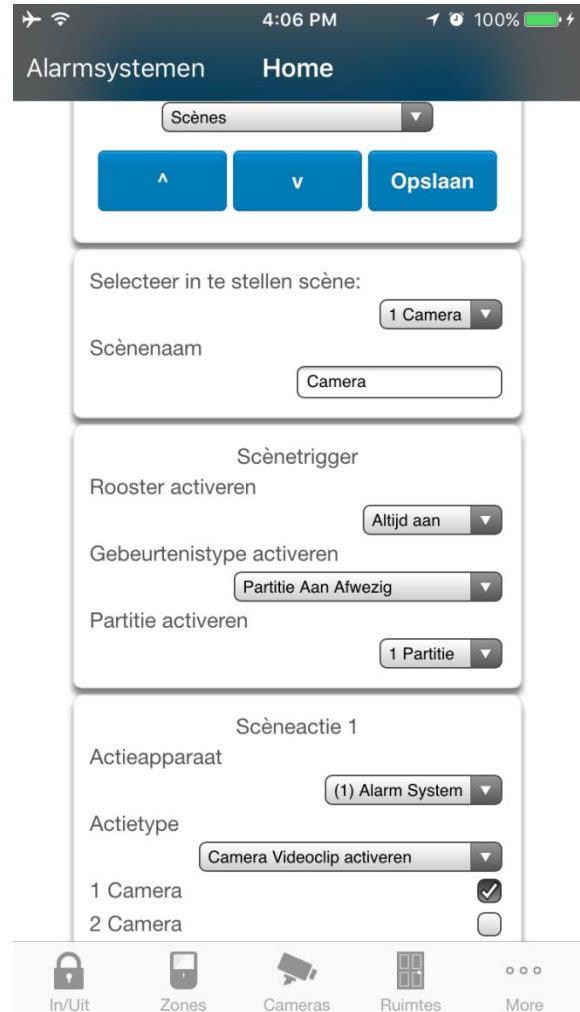 4:06 PM 100%
Alarmsystemen Home
Scènes
^ v Opslaan
Selecteer in te stellen scène:
1 Camera
Scènenaam
Camera
Scènetrigger
Rooster activeren
Altijd aan
Gebeurtenistype activeren
Partitie Aan Afwezig
Partitie activeren
1 Partitie
Scèneactie 1
Actieapparaat
(1) Alarm System
Actietype
Camera Videoclip activeren
1 Camera
2 Camera
In/Uit Zones Cameras Ruimtes More